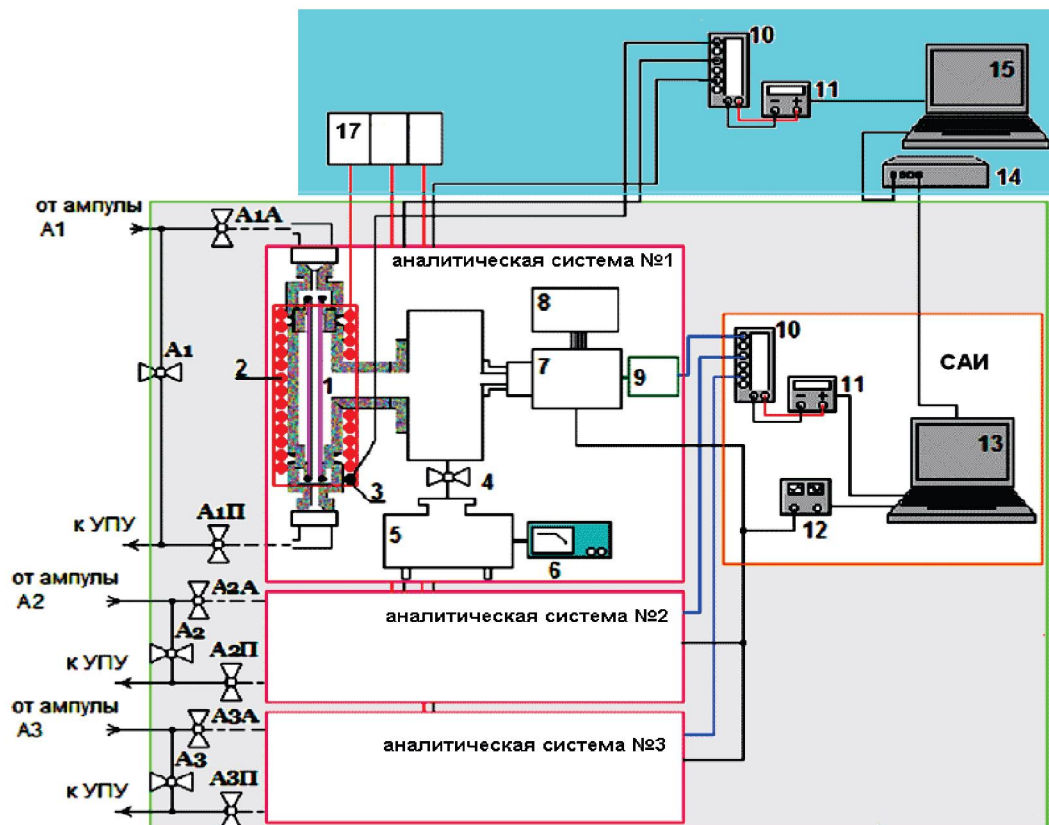 10
15
11
17
14
от ампулы
А1
А1А
аналитическая система №1
8
10
А1
САИ
2
1
7
9
11
13
3
4
А1П
5
12
к УПУ
6
от ампулы
А2
А2А
аналитическая система №2
А2
А2П
к УПУ
от ампулы
А3
А3А
аналитическая система №3
А3
А3П
к УПУ